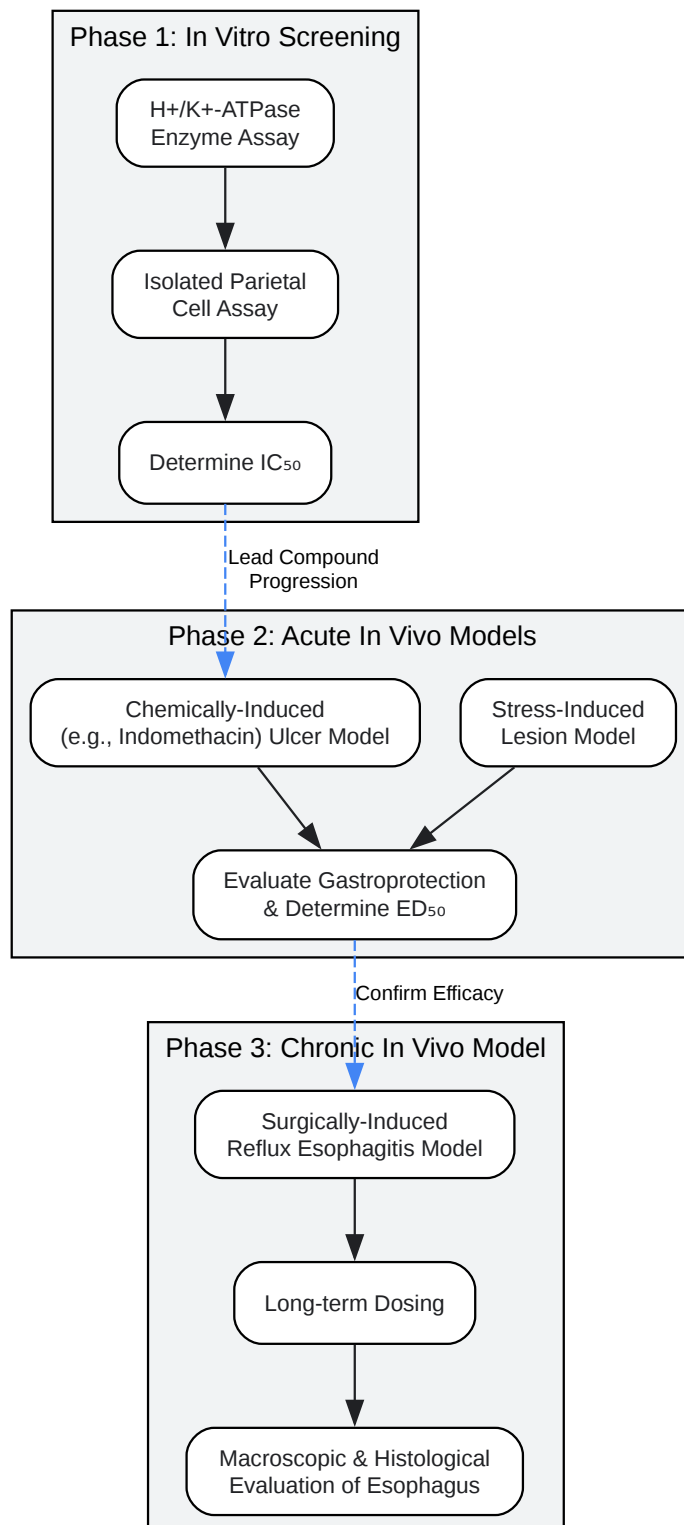 Phase 1: In Vitro Screening
H+/K+-ATPase
Enzyme Assay
Isolated Parietal
Cell Assay
Determine IC₅₀
Lead Compound
Progression
Phase 2: Acute In Vivo Models
Chemically-Induced
(e.g., Indomethacin) Ulcer Model
Stress-Induced
Lesion Model
Evaluate Gastroprotection
& Determine ED₅₀
Confirm Efficacy
Phase 3: Chronic In Vivo Model
Surgically-Induced
Reflux Esophagitis Model
Long-term Dosing
Macroscopic & Histological
Evaluation of Esophagus